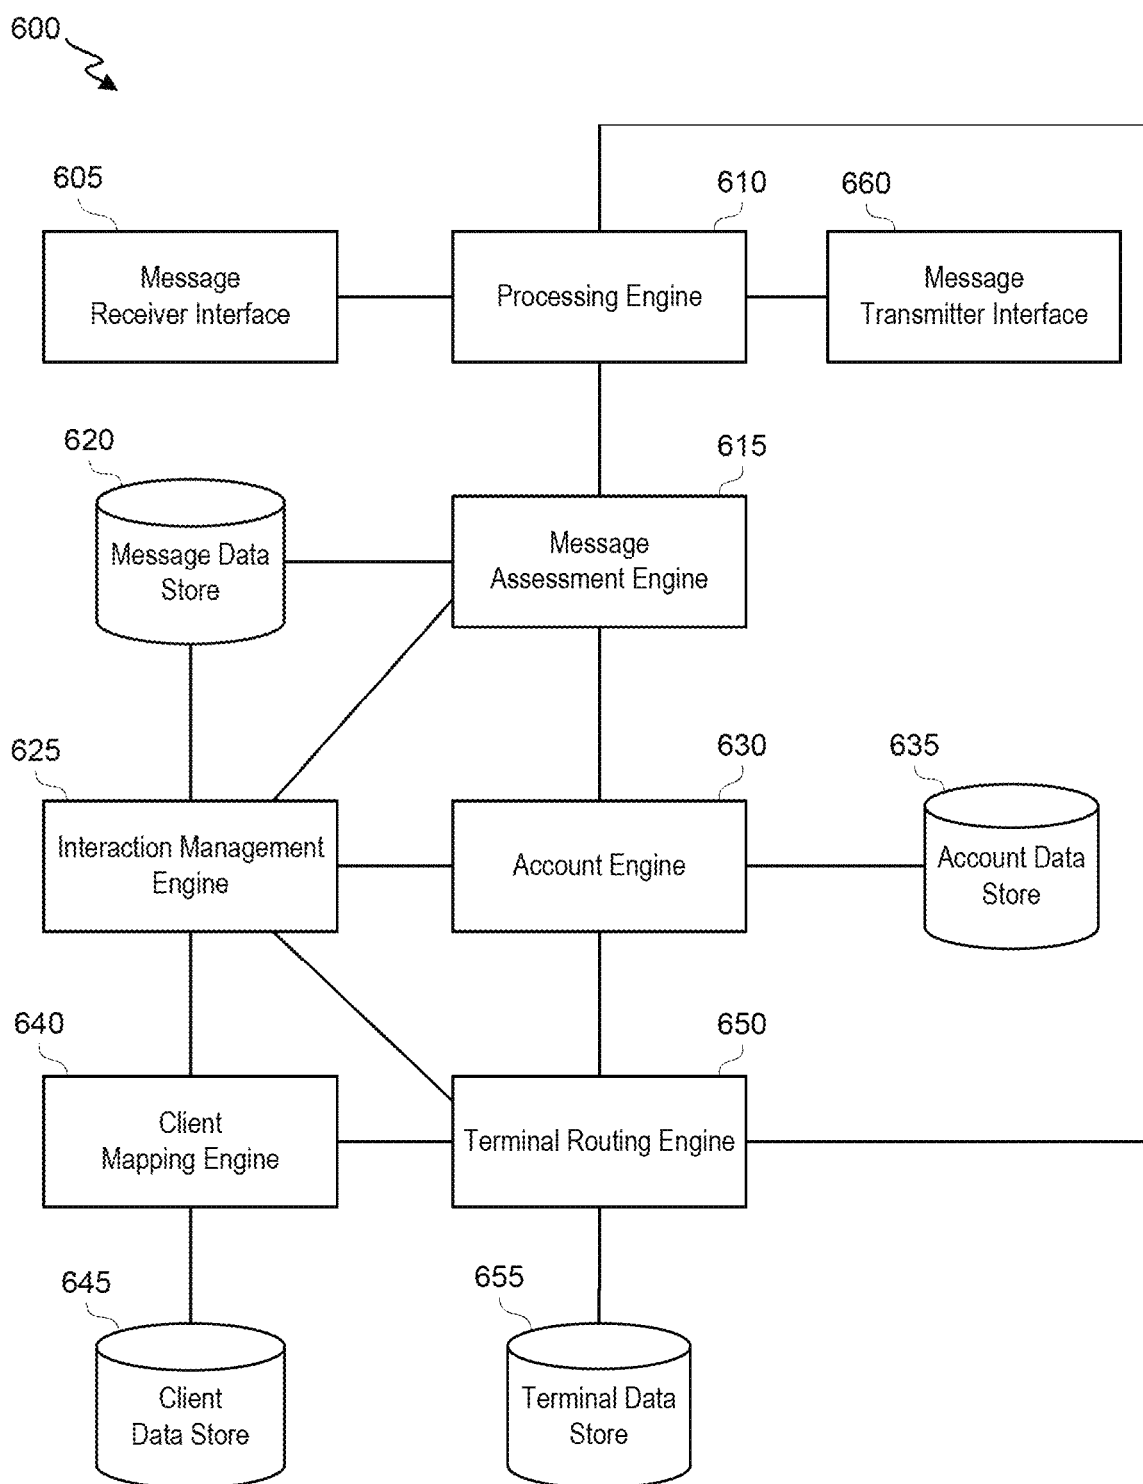 600
605
610
660
Message
Receiver Interface
Processing Engine
Message
Transmitter Interface
620
615
Message Data
Store
Message
Assessment Engine
625
630
635
Interaction Management
Engine
Account Engine
Account Data
Store
640
650
Client
Mapping Engine
Terminal Routing Engine
645
655
Client
Data Store
Terminal Data
Store